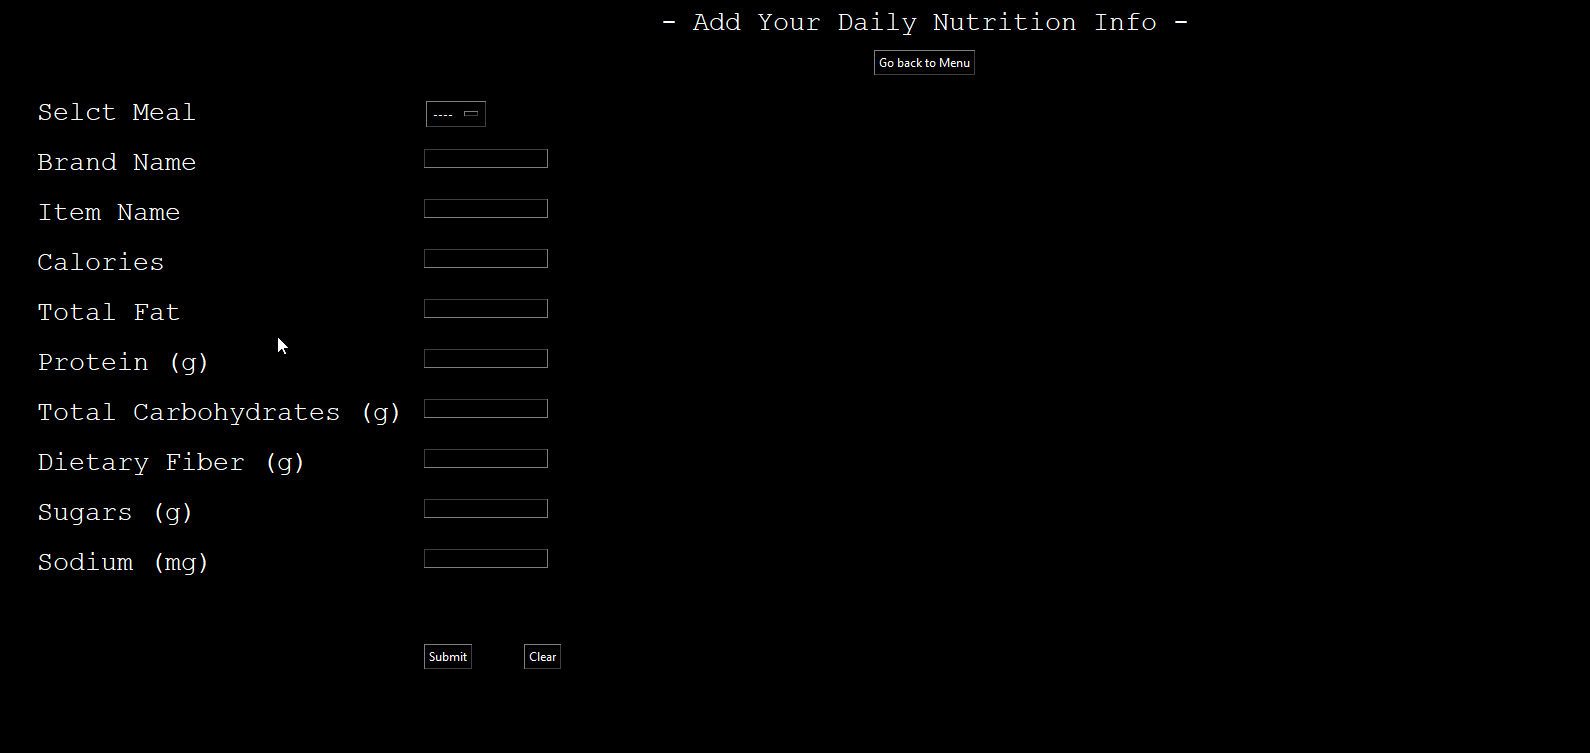 - Add Your Daily Nutrition Info -
Go back to Menu
Selct Meal ----
Brand Name
Item Name
Calories
Total Fat
Protein (g)
Total Carbohydrates (g)
Dietary Fiber (g)
Sugars (g)
Sodium (mg)
Submit Clear